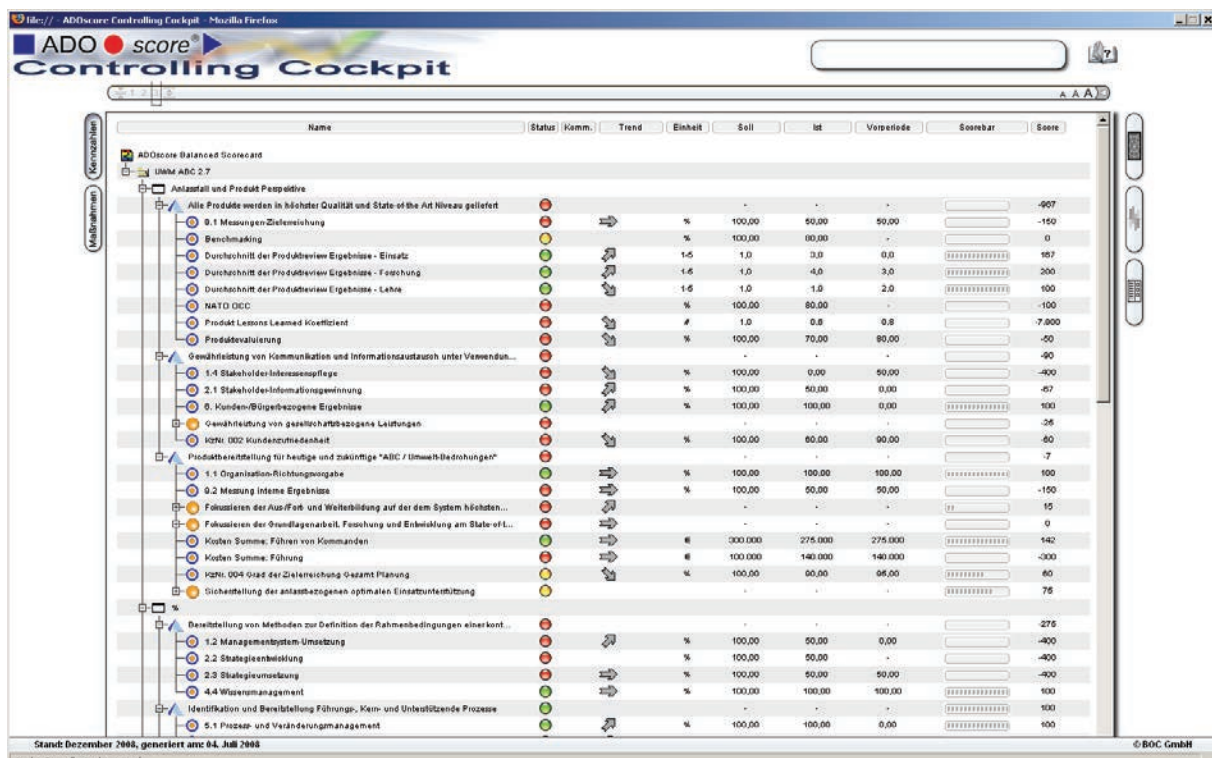 file:// - ADOscore Controlling Cockpit - Mozilla Firefox
ADO score®
Controlling Cockpit
1 2 3
A A A
Kennzahlen
Maßnahmen
Name Status Komm. Trend Einheit Soll Ist Vorperiode Scorebar Score
ADOscore Balanced Scorecard
UWM ABC 2.7
Anlassfall und Produkt Perspektive
Alle Produkte werden in höchster Qualität und State-of-the Art Niveau geliefert - - -967
9.1 Messungen-Zielerreichung % 100,00 50,00 50,00 -150
Benchmarking % 100,00 - 0
Durchschnitt der Produktreview Ergebnisse - Einsatz 1-5 1,0 3,0 0,0 167
Durchschnitt der Produktreview Ergebnisse - Forschung 1-5 1,0 4,0 3,0 200
Durchschnitt der Produktreview Ergebnisse - Lehre 1-5 1,0 1,0 2,0 100
NATO OCC % 100,00 80,00 - -100
Produkt Lessons Learned Koeffizient # 1,0 -7.900
Produktevaluierung % 100,00 70,00 80,00 -50
Gewährleistung von Kommunikation und Informationsaustausch unter Verwendun... - - -90
1.4 Stakeholder-Interessenspflege % 100,00 0,00 50,00 -400
2.1 Stakeholder-Informationsgewinnung % 100,00 50,00 0,00 -67
6. Kunden-/Bürgerbezogene Ergebnisse % 100,00 100,00 0,00 100
Gewährleistung von gesellschaftsbezogene Leistungen - - -25
KzNr. 002 Kundenzufriedenheit % 100,00 60,00 90,00 -60
Produktbereitstellung für heutige und zukünftige "ABC / Umwelt-Bedrohungen" - - -7
1.1 Organisation-Richtungsvorgabe % 100,00 100,00 100,00 100
9.2 Messung Interne Ergebnisse % 100,00 50,00 50,00 -150
Fokussieren der Aus-/Fort- und Weiterbildung auf der dem System höchsten... - - - 15
Fokussieren der Grundlagenarbeit, Forschung und Entwicklung am State-of-t... - - - 0
Kosten Summe: Führen von Kommanden € 300.000 275.000 275.000 142
Kosten Summe: Führung € 100.000 140.000 140.000 -300
KzNr. 004 Grad der Zielerreichung Gesamt Planung % 100,00 90,00 95,00 60
Sicherstellung der anlassbezogenen optimalen Einsatzunterstützung - - - 75
%
Bereitstellung von Methoden zur Definition der Rahmenbedingungen einer kont... - - - -275
1.2 Managementsystem-Umsetzung % 100,00 50,00 0,00 -400
2.2 Strategieentwicklung % 100,00 50,00 - -400
2.3 Strategieumsetzung % 100,00 50,00 50,00 -400
4.4 Wissensmanagement % 100,00 100,00 100,00 100
Identifikation und Bereitstellung Führungs-, Kern- und Unterstützende Prozesse - - - 100
5.1 Prozess- und Veränderungsmanagement % 100,00 100,00 0,00 100
Stand: Dezember 2008, generiert am: 04. Juli 2008 © BOC GmbH